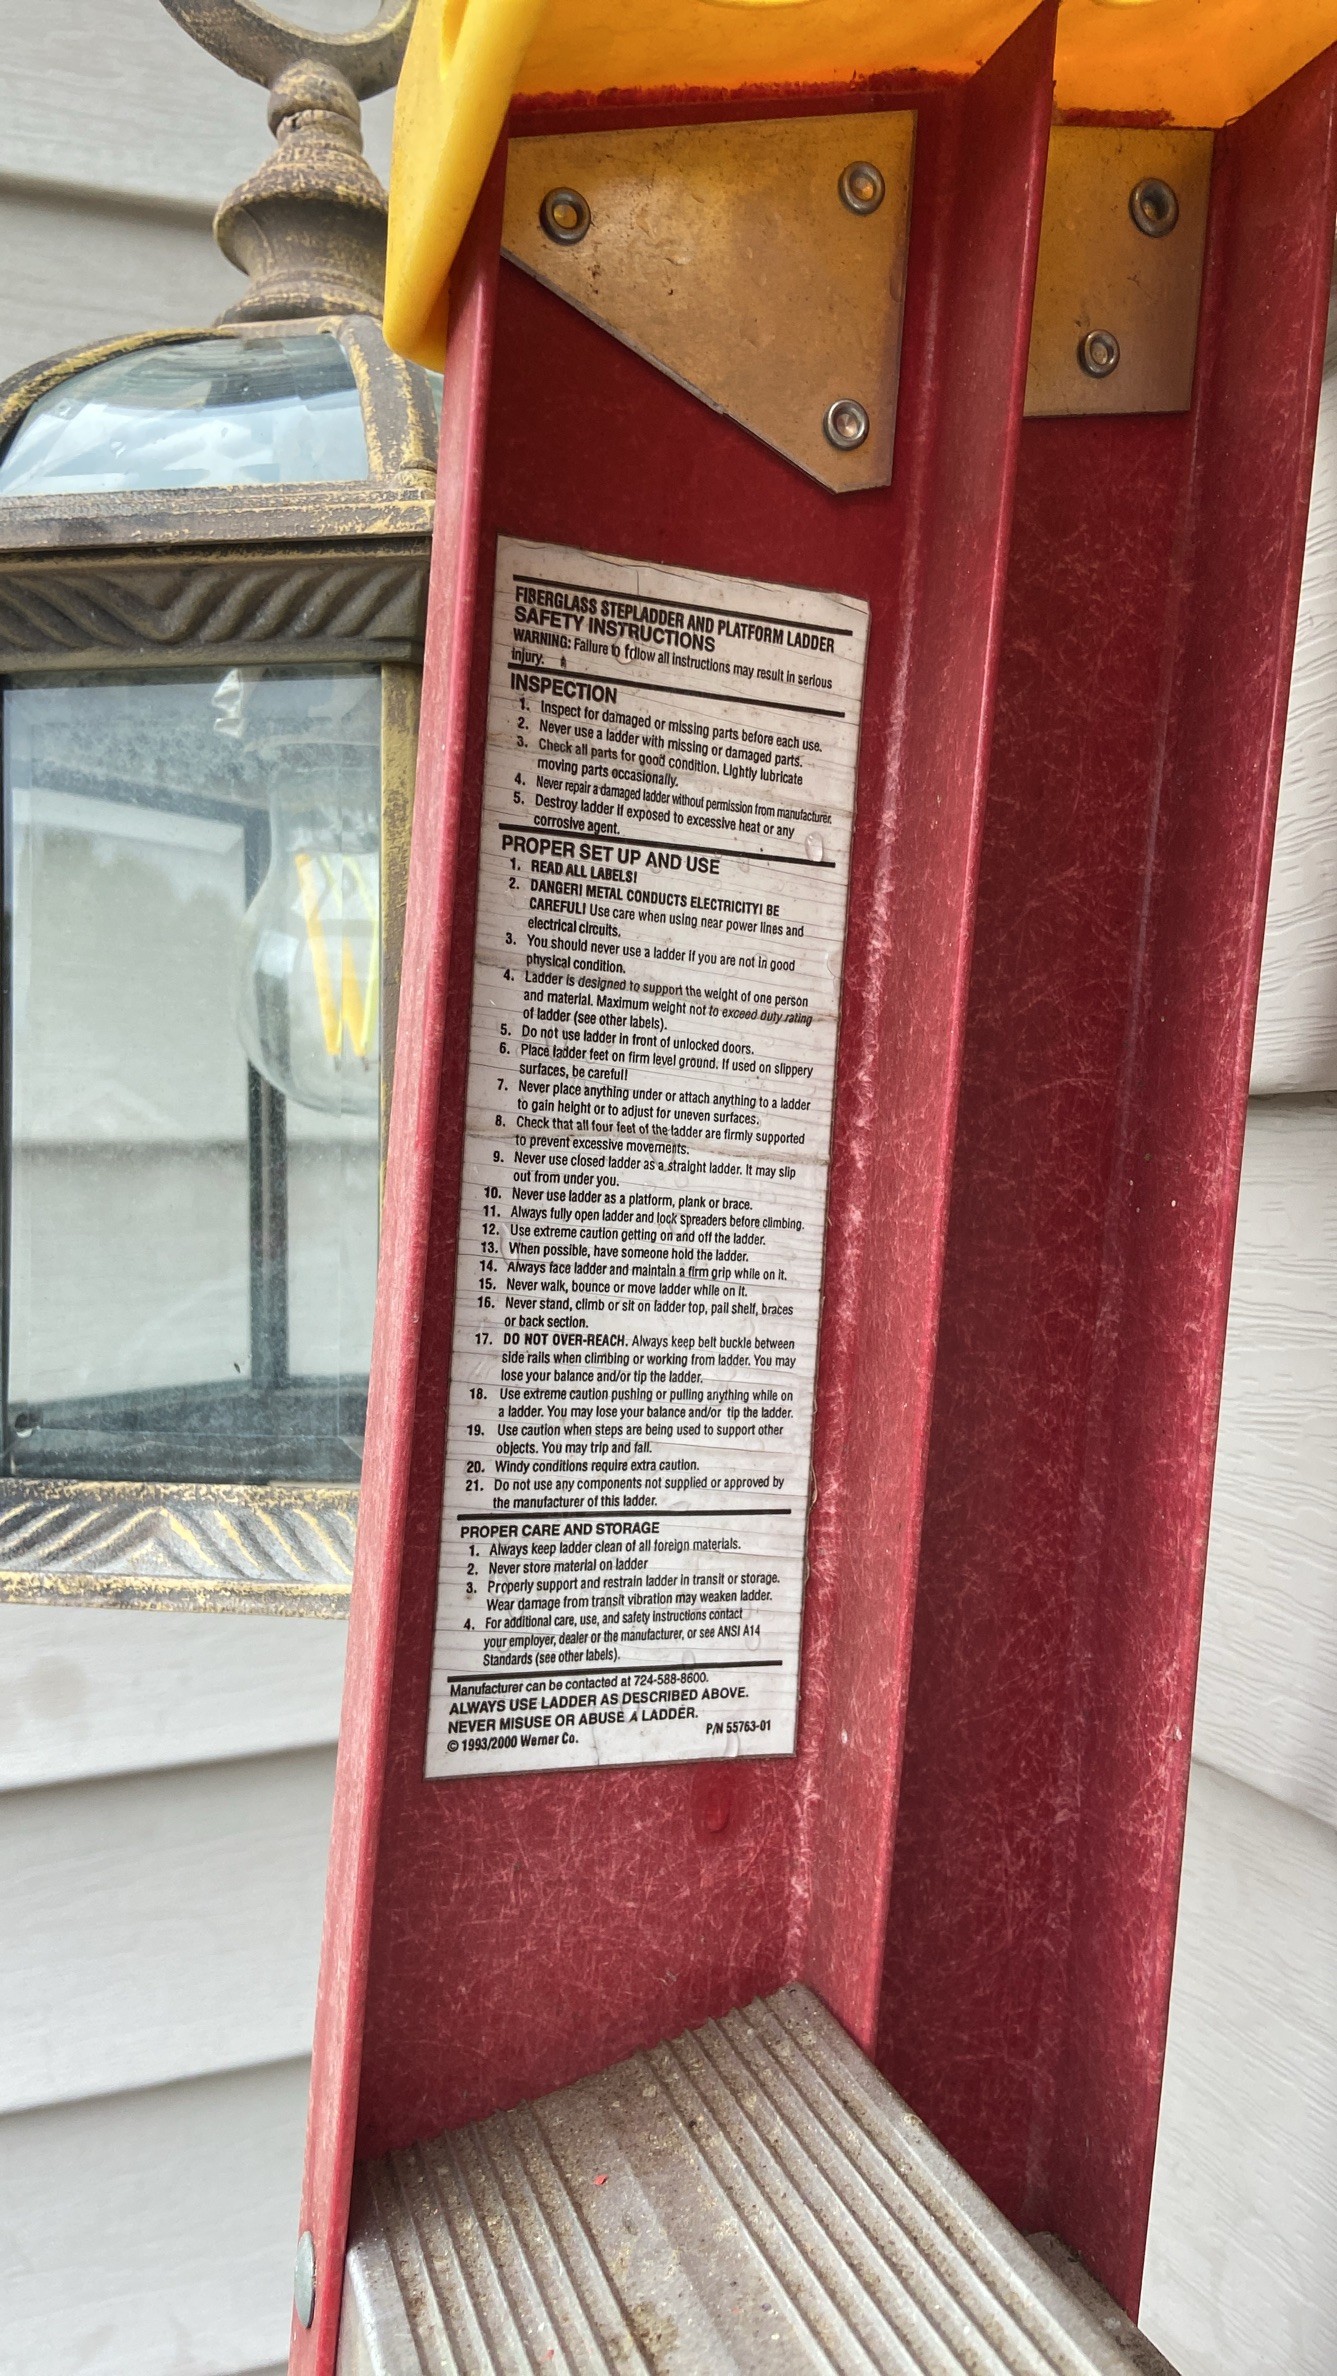 FIBERGLASS STEPLADDER AND PLATFORM LADDER
SAFETY INSTRUCTIONS
WARNING: Failure to follow all instructions may result in serious
injury.
INSPECTION
1. Inspect for damaged or missing parts before each use.
2. Never use a ladder with missing or damaged parts.
3. Check all parts for good condition. Lightly lubricate
moving parts occasionally.
4. Never repair a damaged ladder without permission from manufacturer.
5. Destroy ladder if exposed to excessive heat or any
corrosive agent.
PROPER SET UP AND USE
1. READ ALL LABELS!
2. DANGER! METAL CONDUCTS ELECTRICITY! BE
CAREFUL! Use care when using near power lines and
electrical circuits.
3. You should never use a ladder if you are not in good
physical condition.
4. Ladder is designed to support the weight of one person
and material. Maximum weight not to exceed duty rating
of ladder (see other labels).
5. Do not use ladder in front of unlocked doors.
6. Place ladder feet on firm level ground. If used on slippery
surfaces, be careful!
7. Never place anything under or attach anything to a ladder
to gain height or to adjust for uneven surfaces.
8. Check that all four feet of the ladder are firmly supported
to prevent excessive movements.
9. Never use closed ladder as a straight ladder. It may slip
out from under you.
10. Never use ladder as a platform, plank or brace.
11. Always fully open ladder and lock spreaders before climbing.
12. Use extreme caution getting on and off the ladder.
13. When possible, have someone hold the ladder.
14. Always face ladder and maintain a firm grip while on it.
15. Never walk, bounce or move ladder while on it.
16. Never stand, climb or sit on ladder top, pail shelf, braces
or back section.
17. DO NOT OVER-REACH. Always keep belt buckle between
side rails when climbing or working from ladder. You may
lose your balance and/or tip the ladder.
18. Use extreme caution pushing or pulling anything while on
a ladder. You may lose your balance and/or tip the ladder.
19. Use caution when steps are being used to support other
objects. You may trip and fall.
20. Windy conditions require extra caution.
21. Do not use any components not supplied or approved by
the manufacturer of this ladder.
PROPER CARE AND STORAGE
1. Always keep ladder clean of all foreign materials.
2. Never store material on ladder
3. Properly support and restrain ladder in transit or storage.
Wear damage from transit vibration may weaken ladder.
4. For additional care, use, and safety instructions contact
your employer, dealer or the manufacturer, or see ANSI A14
Standards (see other labels).
Manufacturer can be contacted at 724-588-8600.
ALWAYS USE LADDER AS DESCRIBED ABOVE.
NEVER MISUSE OR ABUSE A LADDER.
© 1993/2000 Werner Co. P/N 55763-01